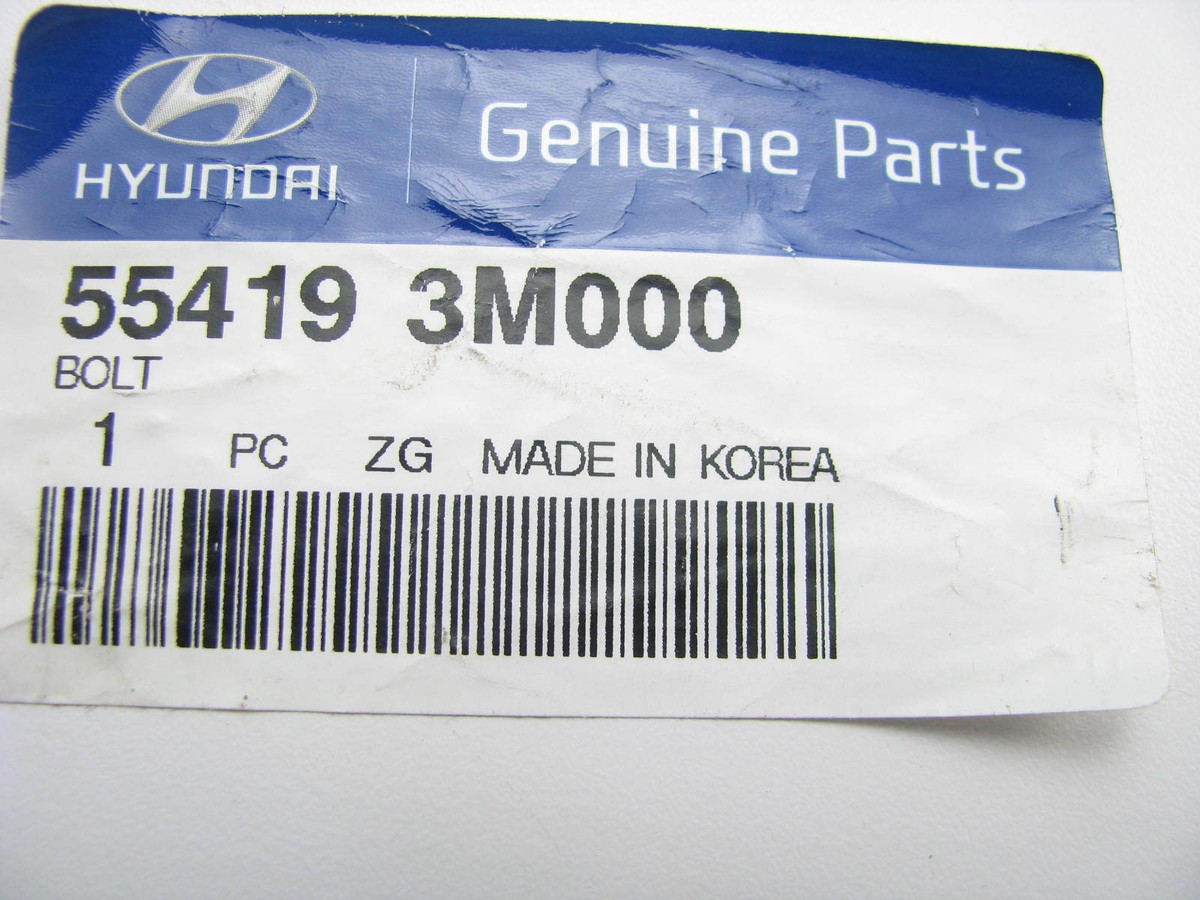 HYUNDAI
Genuine Parts
55419 3M000
BOLT
1 PC ZG MADE IN KOREA